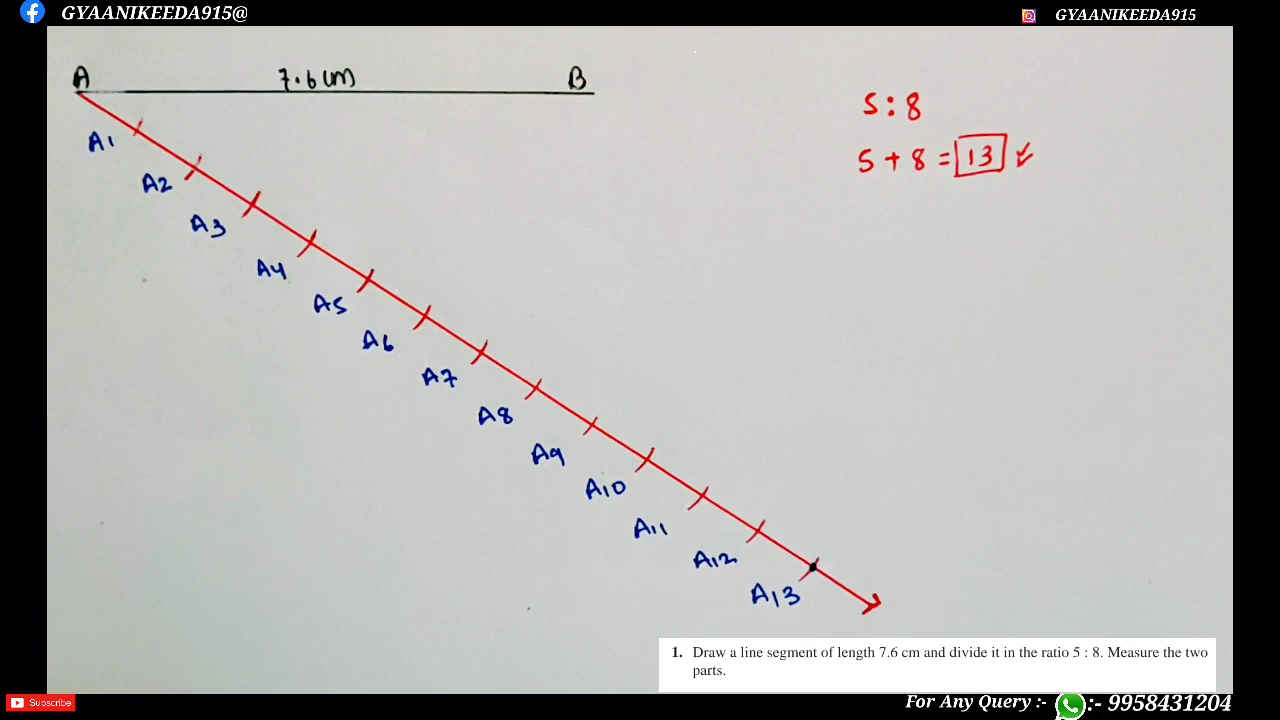 GYAANIKEEDA915@
GYAANIKEEDA915
A 7.6 cm B
5 : 8
5 + 8 = 13
A1
A2
A3
A4
A5
A6
A7
A8
A9
A10
A11
A12
A13
1. Draw a line segment of length 7.6 cm and divide it in the ratio 5 : 8. Measure the two
parts.
Subscribe
For Any Query :- :- 9958431204